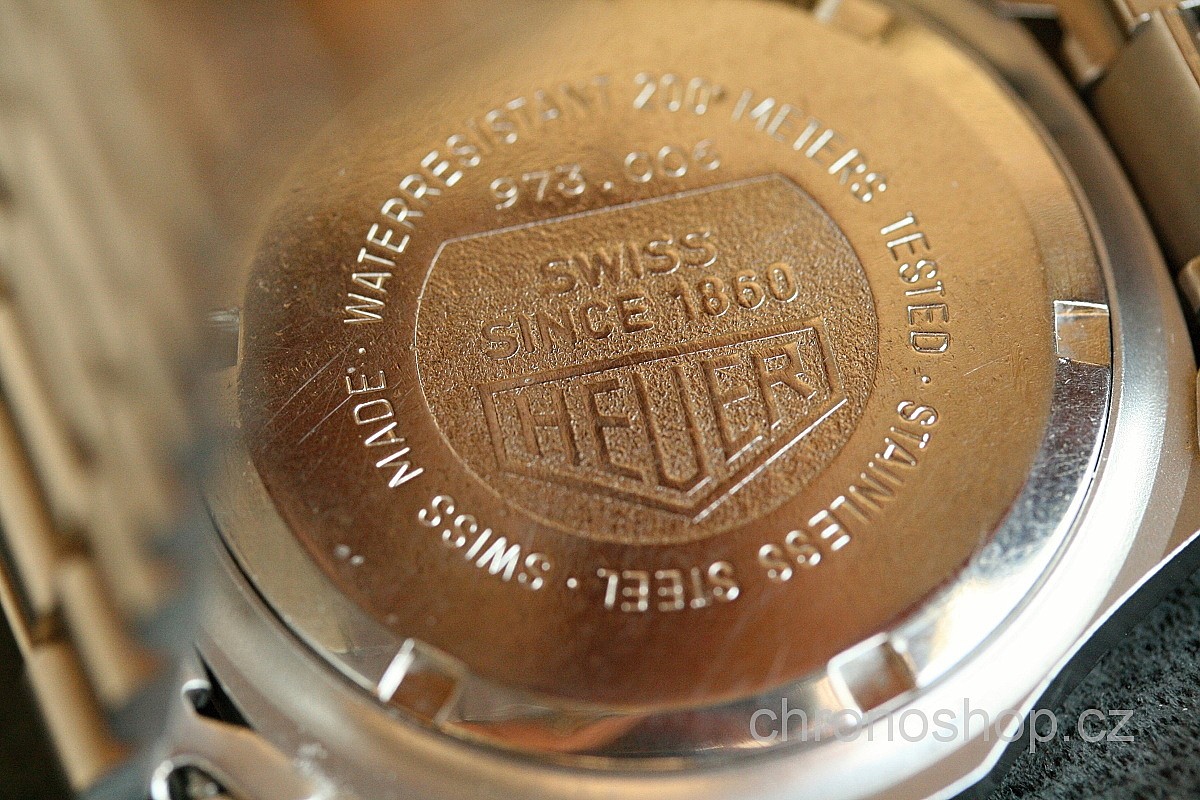 · WATERRESISTANT 200° METERS TESTED · STAINLESS STEEL · SWISS MADE
973.006
SWISS
SINCE 1860
HEUER
chronoshop.cz